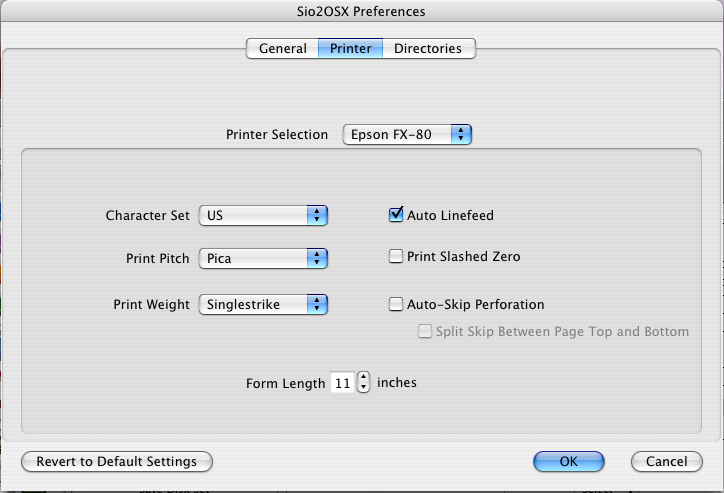 Sio2OSX Preferences
General Printer Directories
Printer Selection Epson FX-80
Character Set US Auto Linefeed
Print Pitch Pica Print Slashed Zero
Print Weight Singlestrike Auto-Skip Perforation
Split Skip Between Page Top and Bottom
Form Length 11 inches
Revert to Default Settings OK Cancel